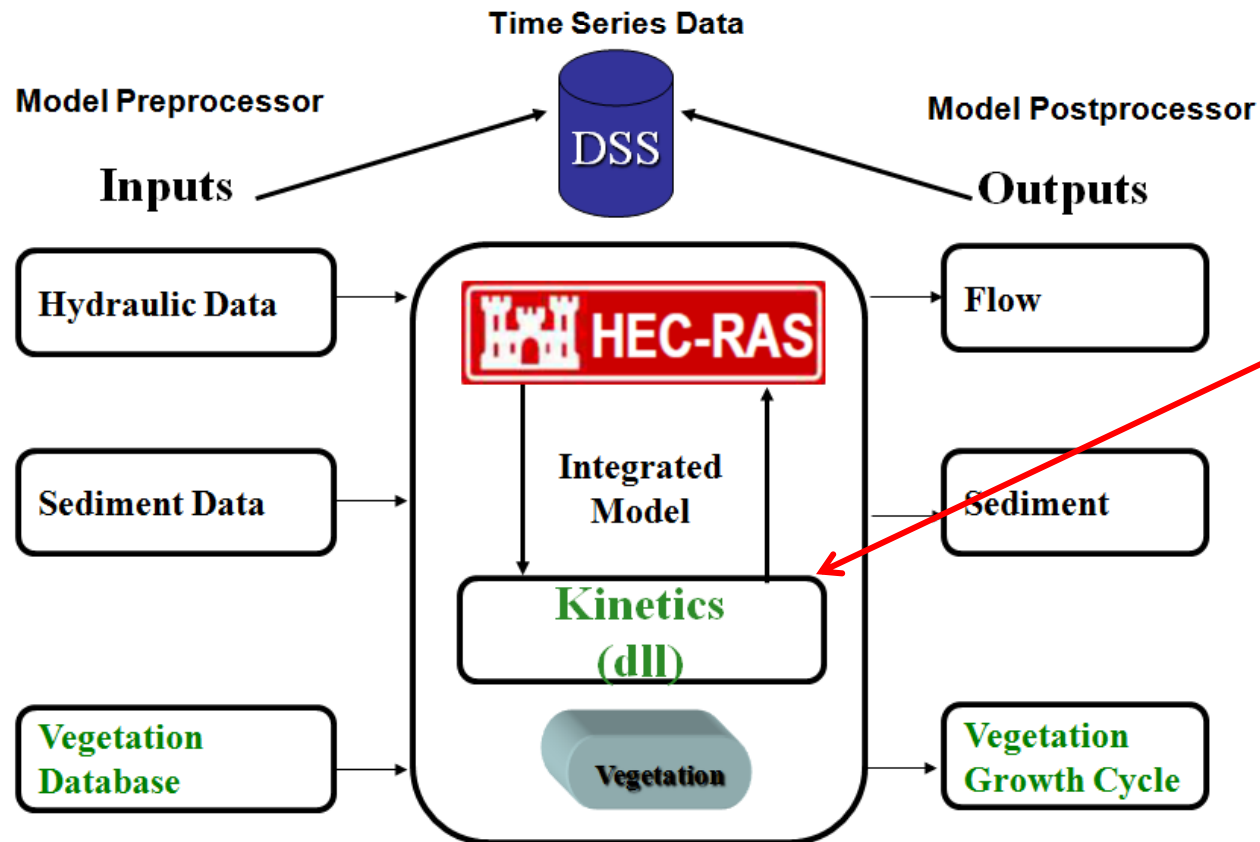 Time Series Data
Model Preprocessor
Model Postprocessor
DSS
Inputs
Outputs
Hydraulic Data
HEC-RAS
Flow
Integrated
Model
Sediment Data
Sediment
Kinetics
(dll)
Vegetation
Database
Vegetation
Vegetation
Growth Cycle